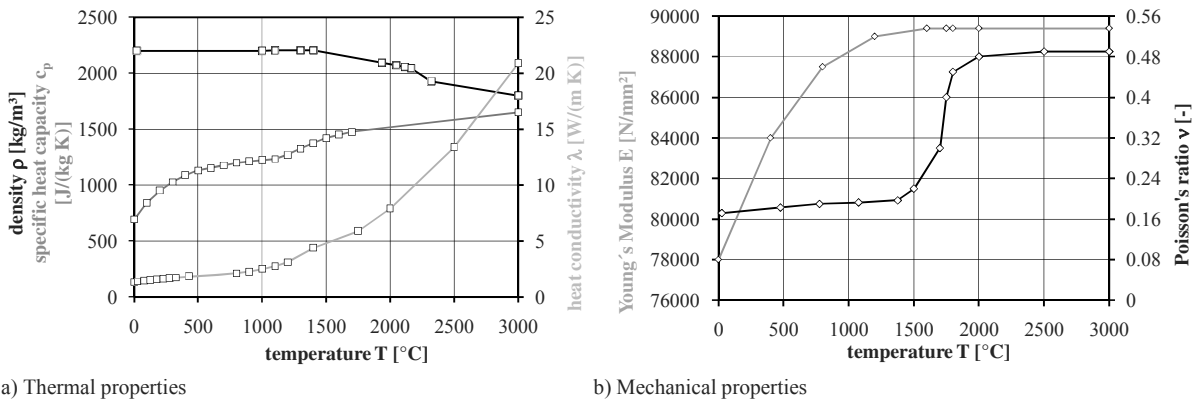 2500
2000
1500
1000
500
0
25
20
15
10
5
0
0 500 1000 1500 2000 2500 3000
density ρ [kg/m³]
specific heat capacity cp
[J/(kg K)]
heat conductivity λ [W/(m K)]
temperature T [°C]
a) Thermal properties
90000
88000
86000
84000
82000
80000
78000
76000
0.56
0.48
0.4
0.32
0.24
0.16
0.08
0
0 500 1000 1500 2000 2500 3000
Young´s Modulus E [N/mm²]
Poisson's ratio ν [-]
temperature T [°C]
b) Mechanical properties